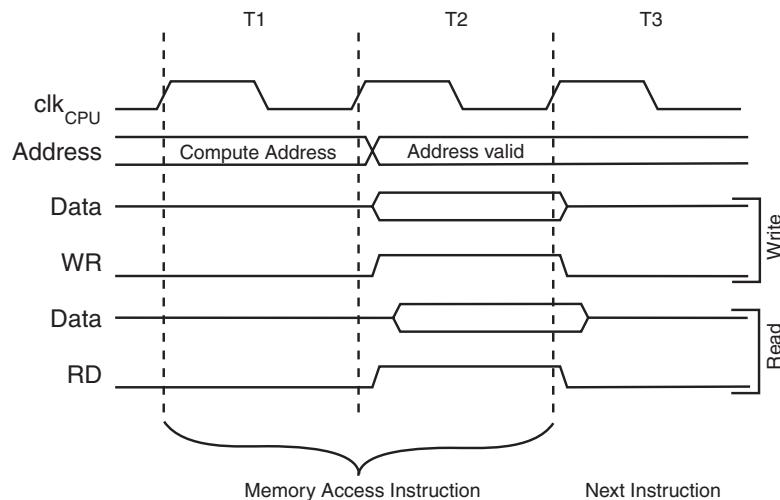 T1 T2 T3
clkCPU
Address Compute Address Address valid
Data
WR
Write
Data
RD
Read
Memory Access Instruction Next Instruction